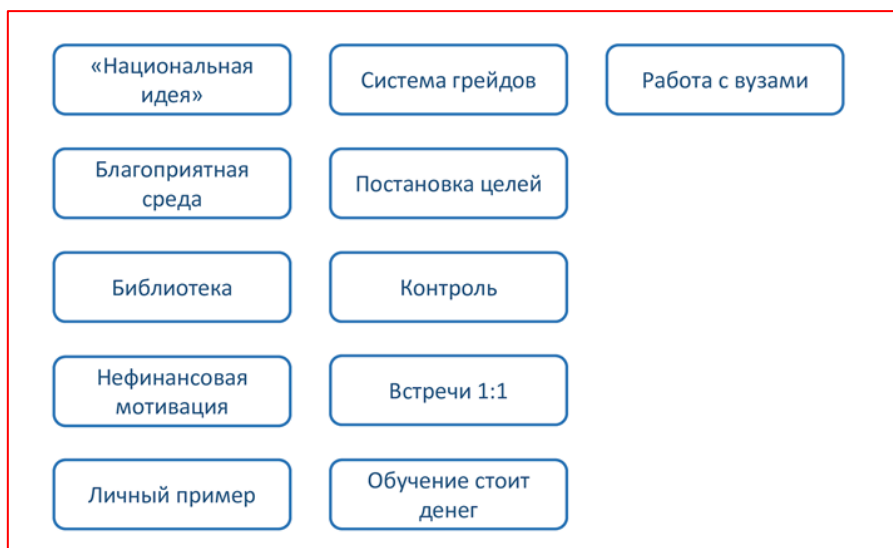 «Национальная
идея»
Система грейдов
Работа с вузами
Благоприятная
среда
Постановка целей
Библиотека
Контроль
Нефинансовая
мотивация
Встречи 1:1
Личный пример
Обучение стоит
денег